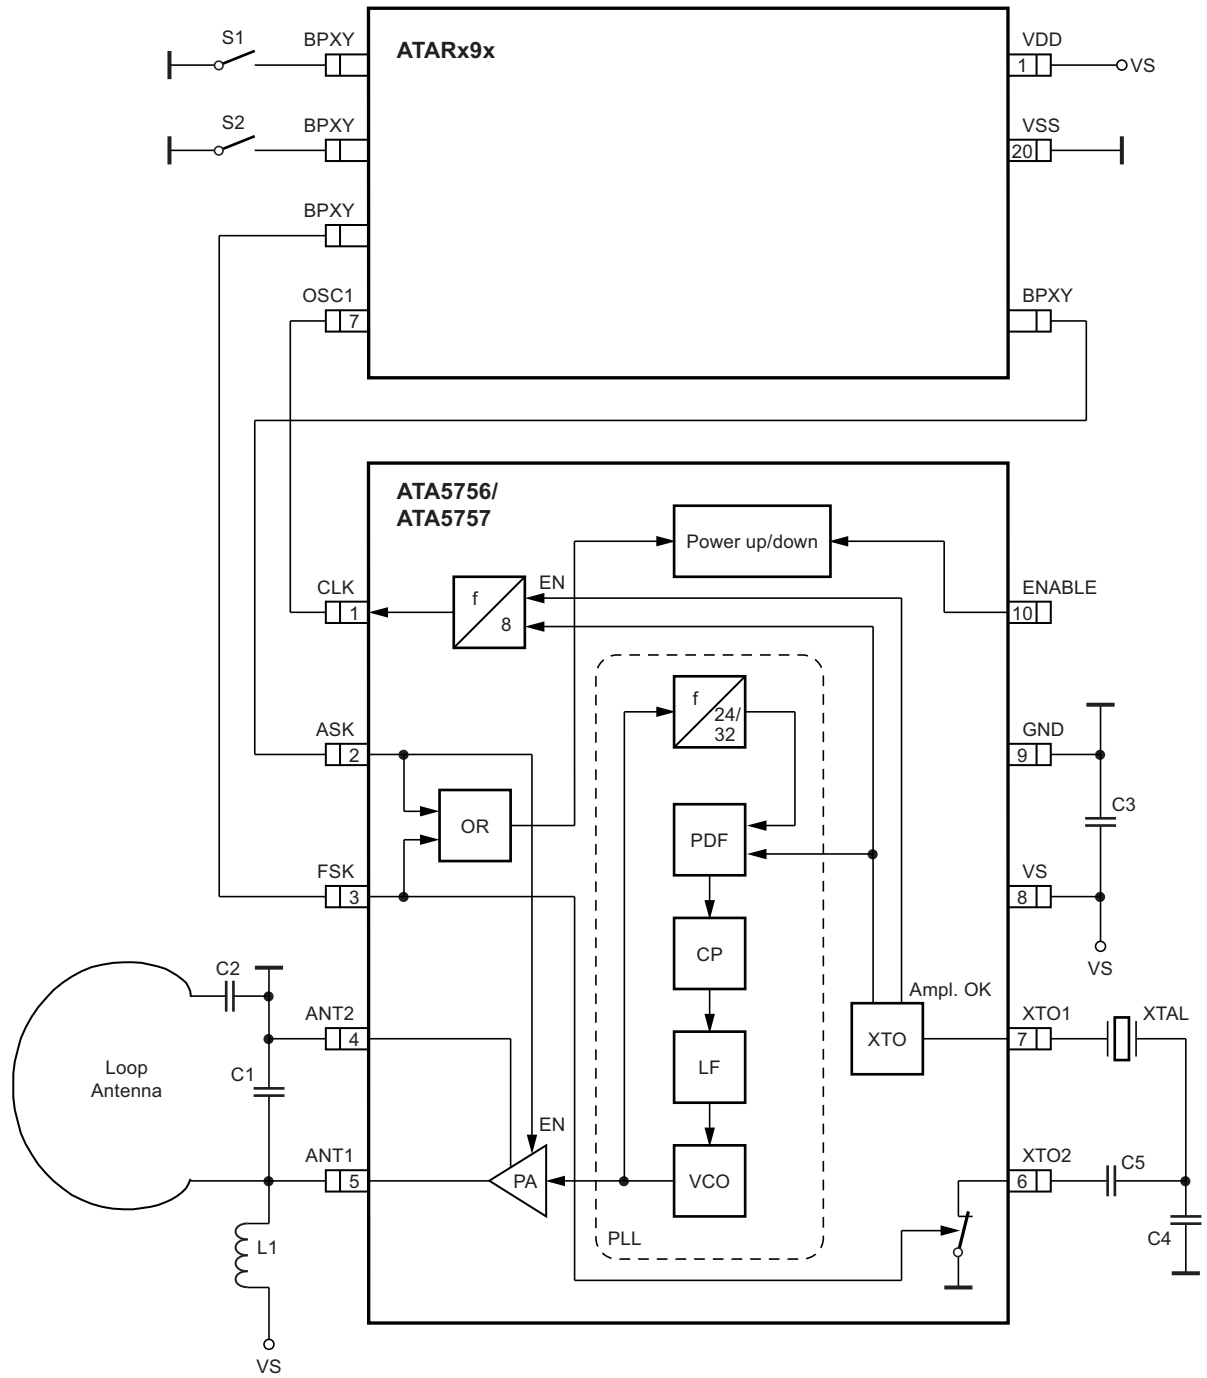 S1
BPXY
ATARx9x
VDD
1
VS
S2
BPXY
VSS
20
BPXY
OSC1
7
BPXY
ATA5756/
ATA5757
Power up/down
CLK
1
f
8
EN
ENABLE
10
f
24/
32
ASK
2
GND
9
OR
PDF
C3
FSK
3
VS
8
CP
VS
C2
Ampl. OK
ANT2
4
XTO
XTO1
7
XTAL
Loop
Antenna
C1
LF
EN
ANT1
5
PA
VCO
XTO2
6
C5
L1
PLL
C4
VS